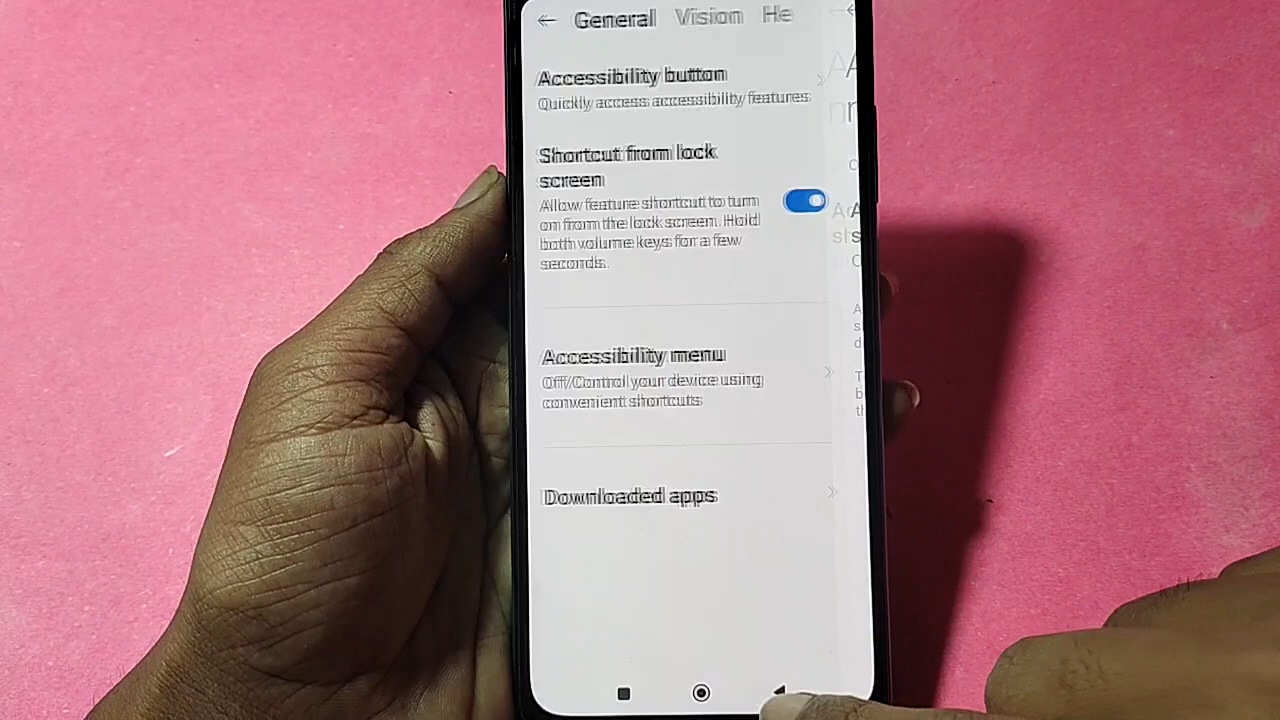 General Vision He
Accessibility button
Quickly access accessibility features
Shortcut from lock
screen
Allow feature shortcut to turn
on from the lock screen. Hold
both volume keys for a few
seconds.
Accessibility menu
Off/Control your device using
convenient shortcuts
Downloaded apps